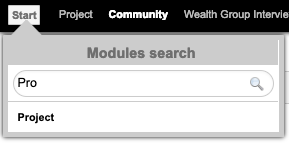 Start Project Community Wealth Group Intervie
Modules search
Pro
Project